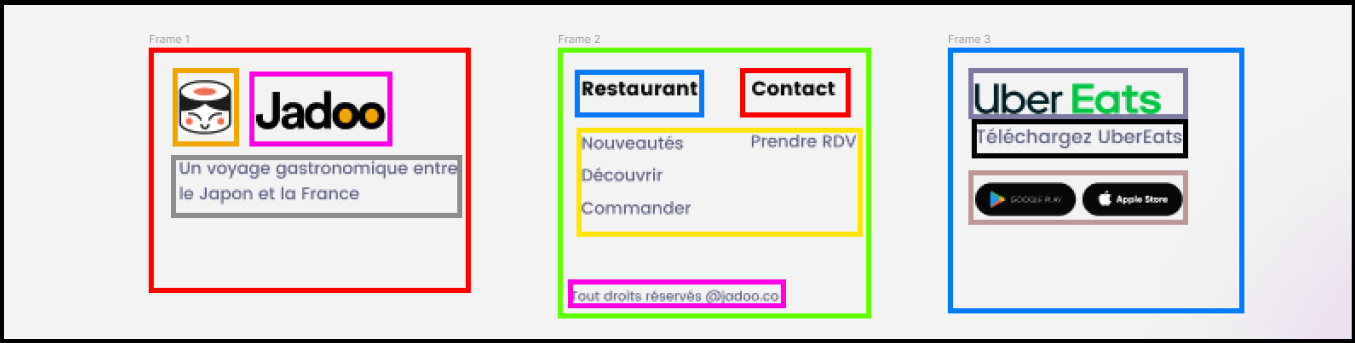 Frame 1
Jadoo
Un voyage gastronomique entre
le Japon et la France
Frame 2
Restaurant
Contact
Nouveautés
Prendre RDV
Découvrir
Commander
Tout droits réservés @jadoo.co
Frame 3
Uber Eats
Téléchargez UberEats
GOOGLE PLAY
Apple Store